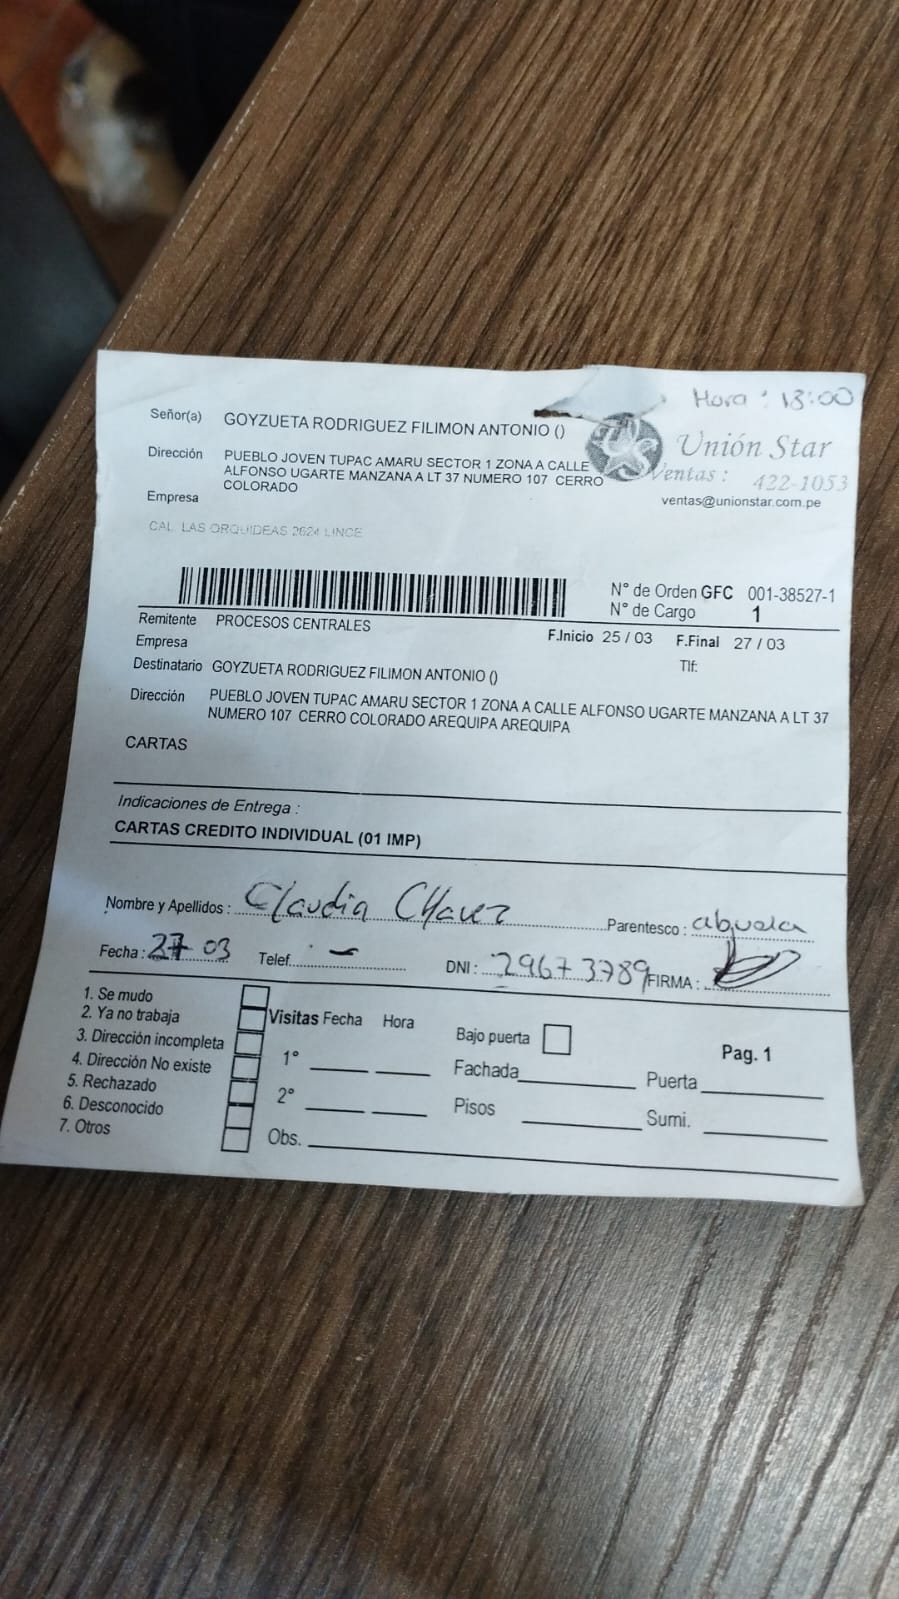 Hora : 13:00
Señor(a) GOYZUETA RODRIGUEZ FILIMON ANTONIO ()
Unión Star
Dirección PUEBLO JOVEN TUPAC AMARU SECTOR 1 ZONA A CALLE
ALFONSO UGARTE MANZANA A LT 37 NUMERO 107 CERRO
COLORADO
Ventas : 422-1053
ventas@unionstar.com.pe
Empresa
CAL. LAS ORQUIDEAS 2624 LINCE
N° de Orden GFC 001-38527-1
N° de Cargo 1
Remitente PROCESOS CENTRALES
F.Inicio 25 / 03 F.Final 27 / 03
Empresa
Tlf:
Destinatario GOYZUETA RODRIGUEZ FILIMON ANTONIO ()
Dirección PUEBLO JOVEN TUPAC AMARU SECTOR 1 ZONA A CALLE ALFONSO UGARTE MANZANA A LT 37
NUMERO 107 CERRO COLORADO AREQUIPA AREQUIPA
CARTAS
Indicaciones de Entrega :
CARTAS CREDITO INDIVIDUAL (01 IMP)
Nombre y Apellidos : Claudia CHavez Parentesco : abuela
Fecha : 27 03 Telef. - DNI : 29673789 FIRMA :
1. Se mudo
2. Ya no trabaja
3. Dirección incompleta
4. Dirección No existe
5. Rechazado
6. Desconocido
7. Otros
Visitas Fecha Hora
1°
2°
Obs.
Bajo puerta
Pag. 1
Fachada Puerta
Pisos Sumi.